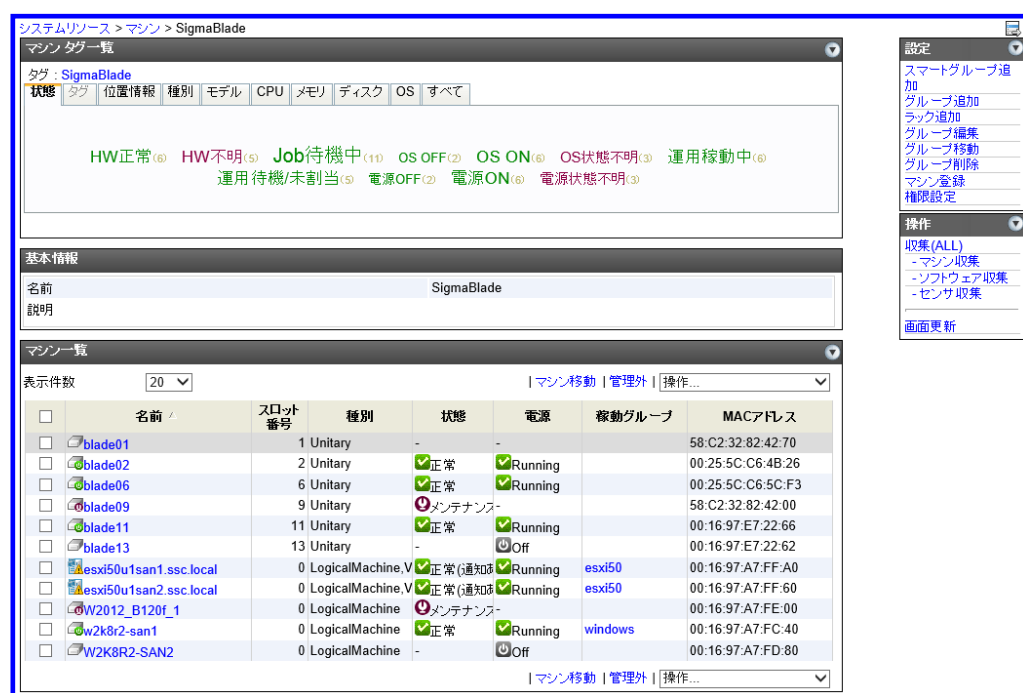 システムリソース > マシン > SigmaBlade
マシン タグ一覧
タグ : SigmaBlade
状態 タグ 位置情報 種別 モデル CPU メモリ ディスク OS すべて
HW正常(6) HW不明(5) Job待機中(11) OS OFF(2) OS ON(6) OS状態不明(3) 運用稼動中(6)
運用待機/未割当(5) 電源OFF(2) 電源ON(6) 電源状態不明(3)
基本情報
名前 SigmaBlade
説明
マシン一覧
表示件数 20 | マシン移動 | 管理外 | 操作...
名前 スロット番号 種別 状態 電源 稼動グループ MACアドレス
blade01 1 Unitary - - 58:C2:32:82:42:70
blade02 2 Unitary 正常 Running 00:25:5C:C6:4B:26
blade06 6 Unitary 正常 Running 00:25:5C:C6:5C:F3
blade09 9 Unitary メンテナンス - 58:C2:32:82:42:00
blade11 11 Unitary 正常 Running 00:16:97:E7:22:66
blade13 13 Unitary - Off 00:16:97:E7:22:62
esxi50u1san1.ssc.local 0 LogicalMachine,V 正常(通知あ Running esxi50 00:16:97:A7:FF:A0
esxi50u1san2.ssc.local 0 LogicalMachine,V 正常(通知あ Running esxi50 00:16:97:A7:FF:60
W2012_B120f_1 0 LogicalMachine メンテナンス - 00:16:97:A7:FE:00
w2k8r2-san1 0 LogicalMachine 正常 Running windows 00:16:97:A7:FC:40
W2K8R2-SAN2 0 LogicalMachine - Off 00:16:97:A7:FD:80
| マシン移動 | 管理外 | 操作...
設定
スマートグループ追
加
グループ追加
ラック追加
グループ編集
グループ移動
グループ削除
マシン登録
権限設定
操作
収集(ALL)
- マシン収集
- ソフトウェア収集
- センサ収集
画面更新